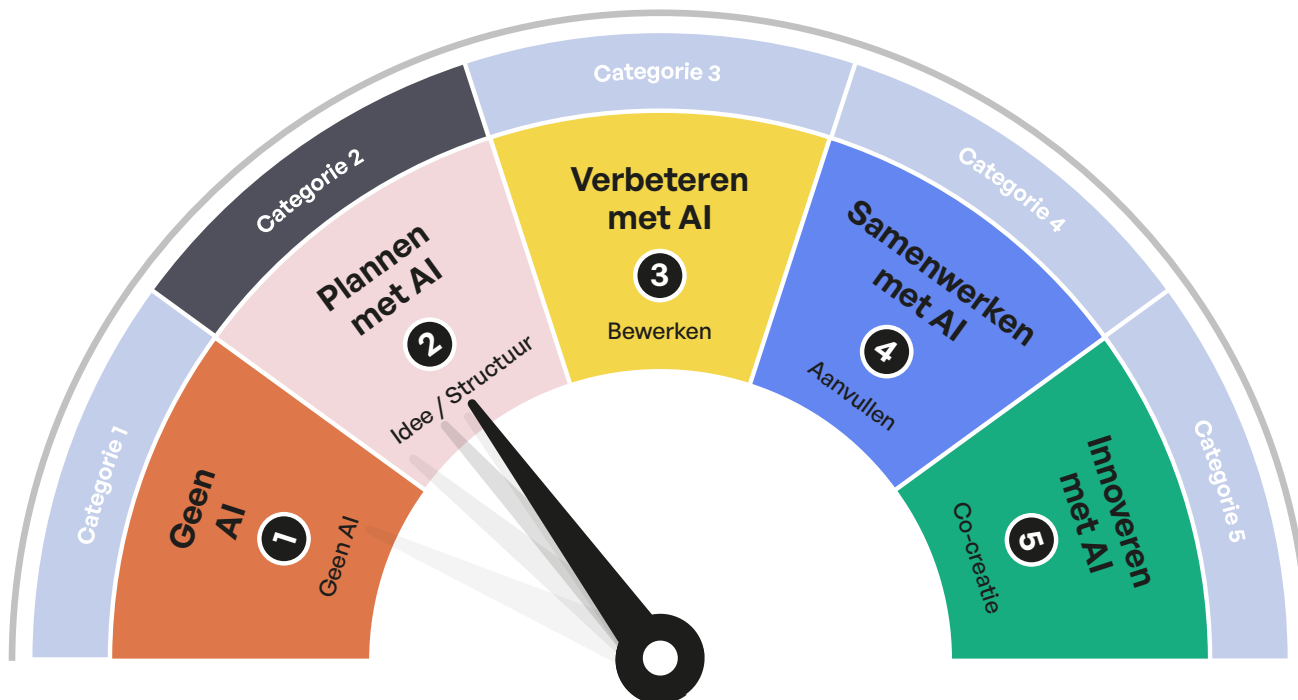 Categorie 1
Geen
AI
1
Geen AI
Categorie 2
Plannen
met AI
2
Idee / Structuur
Categorie 3
Verbeteren
met AI
3
Bewerken
Categorie 4
Samenwerken
met AI
4
Aanvullen
Categorie 5
Innoveren
met AI
5
Co-creatie